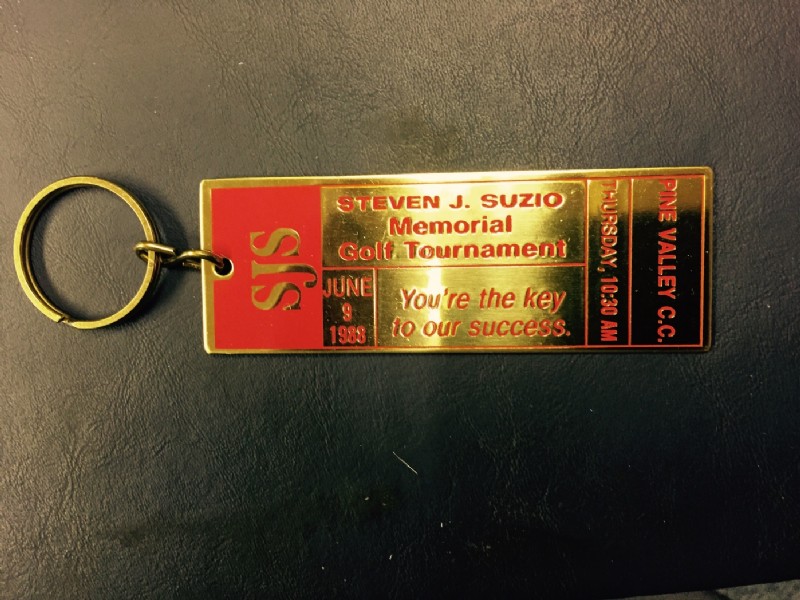 SJS
STEVEN J. SUZIO
Memorial
Golf Tournament
JUNE
9
1988
You're the key
to our success.
THURSDAY, 10:30 AM
PINE VALLEY C.C.